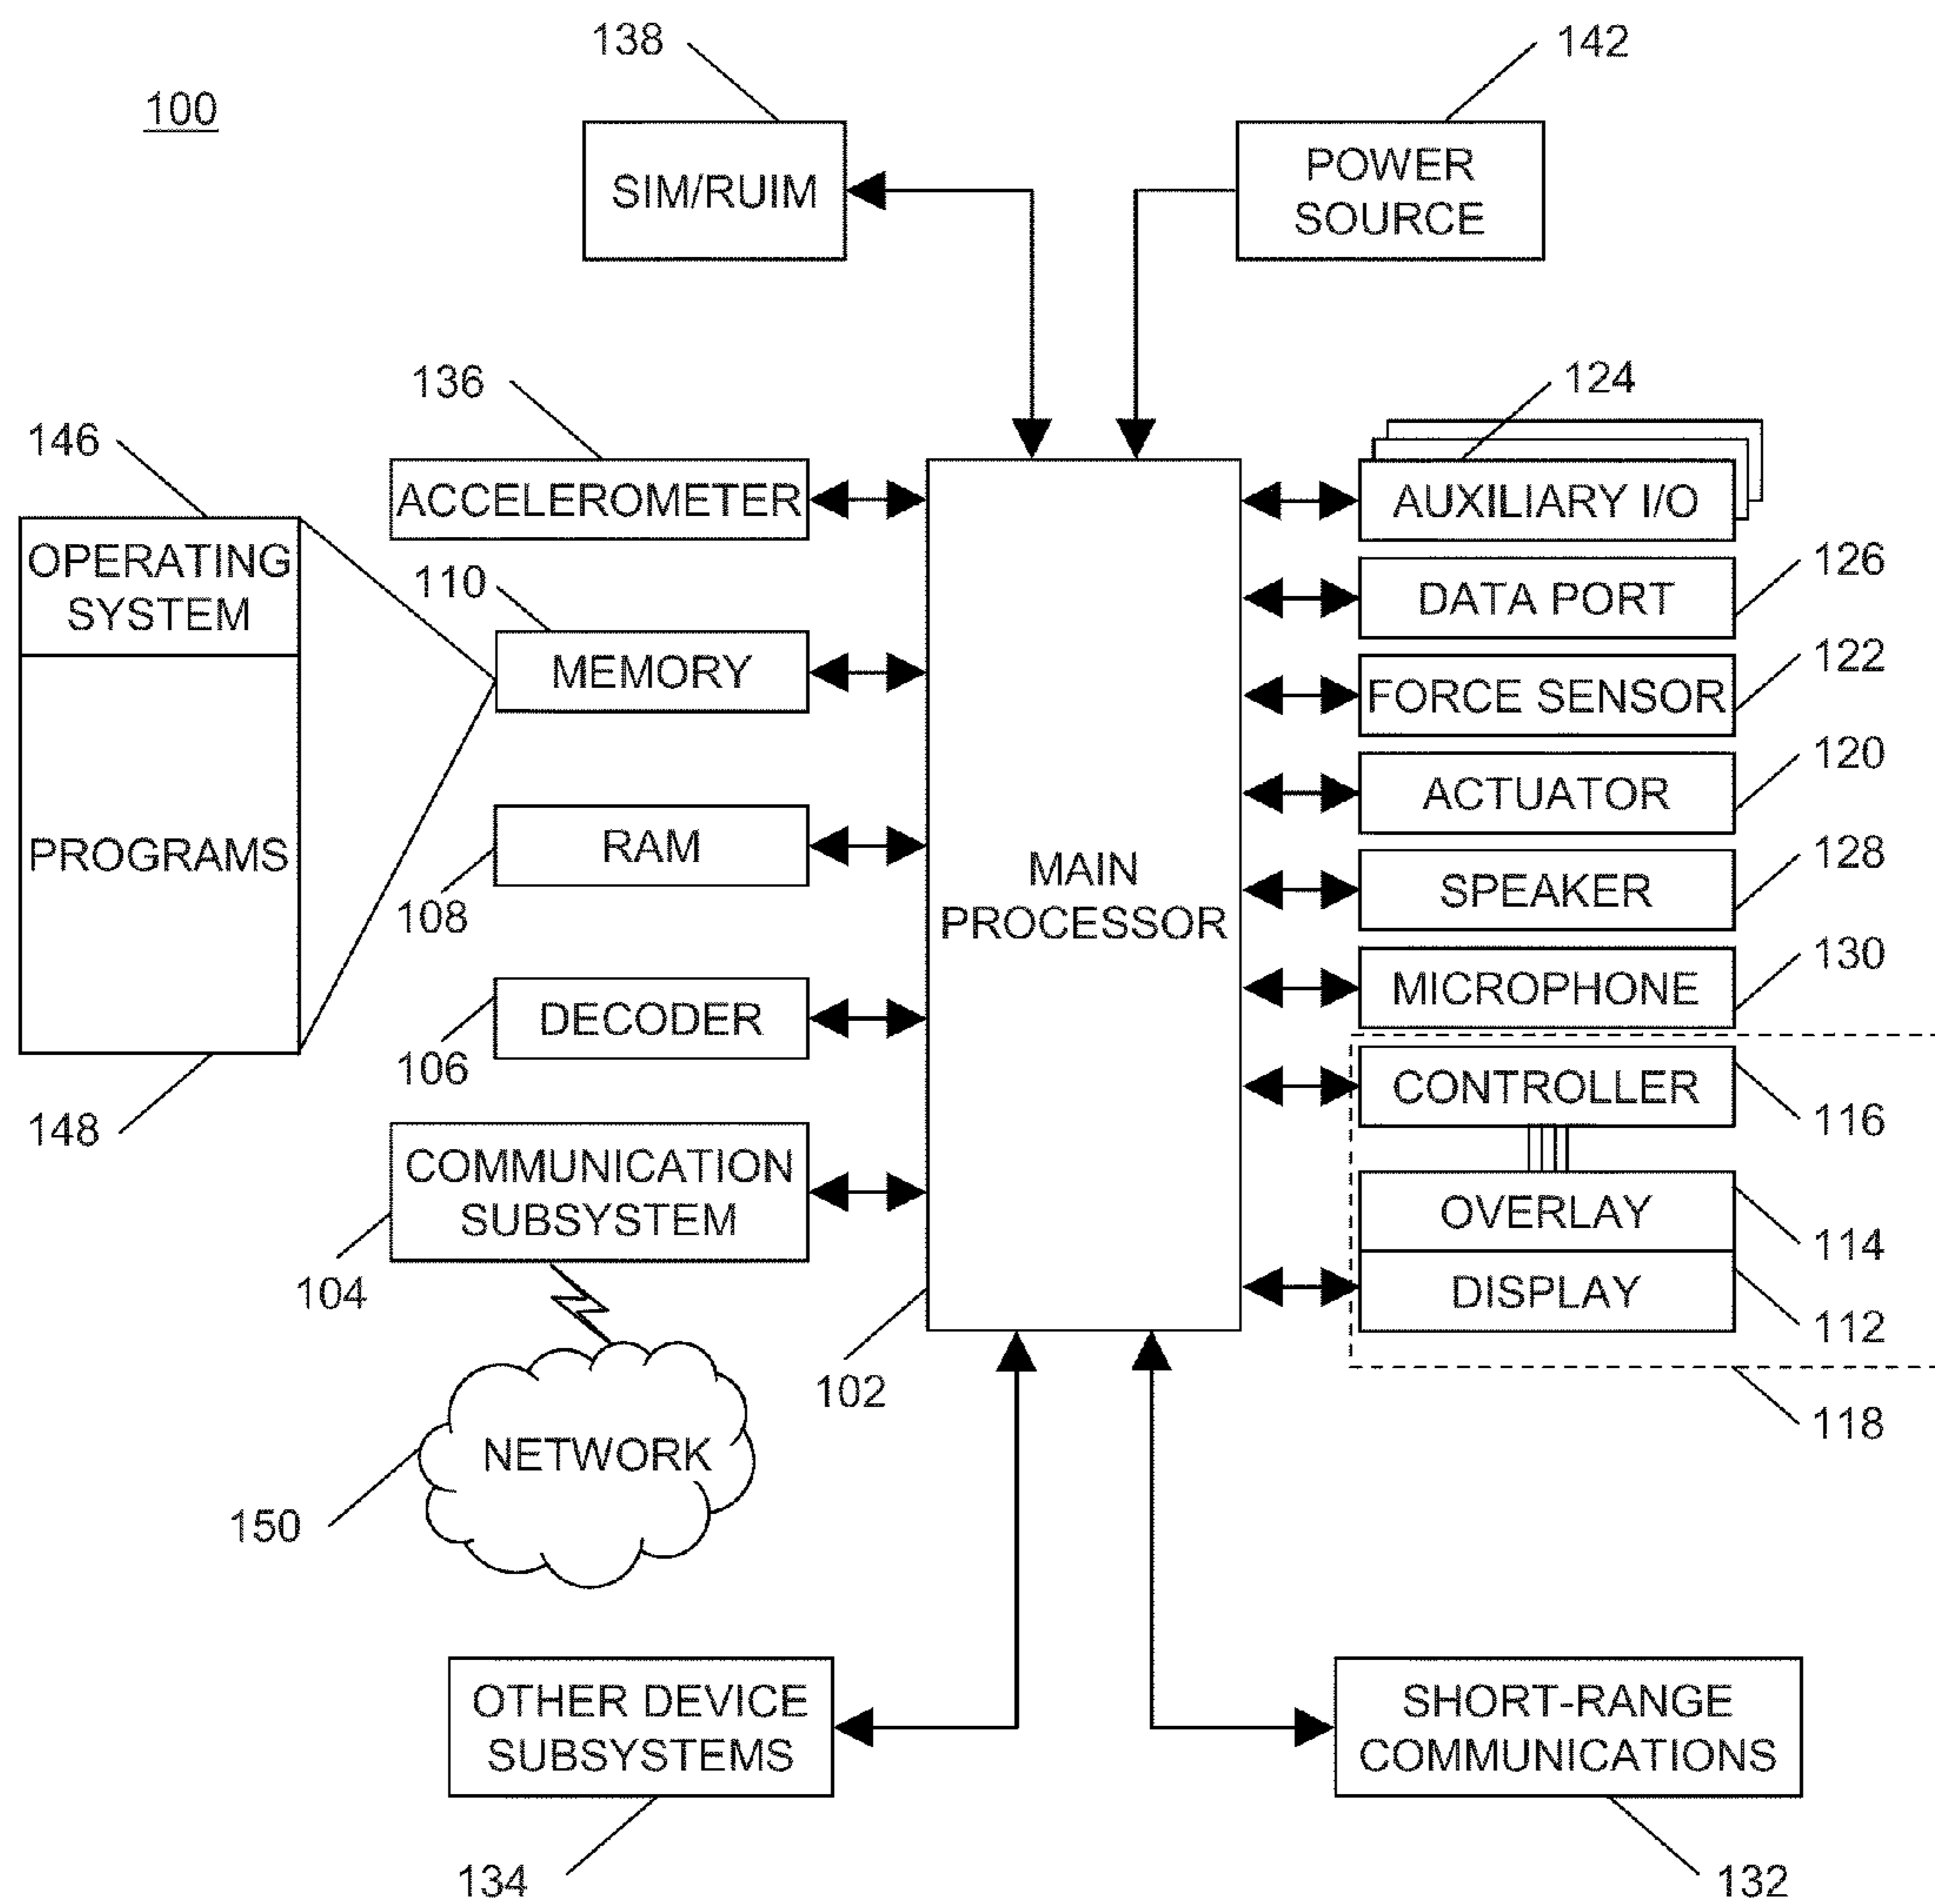 138
142
100
SIM/RUIM
POWER
SOURCE
136
124
146
ACCELEROMETER
AUXILIARY I/O
OPERATING
SYSTEM
110
126
DATA PORT
MEMORY
122
FORCE SENSOR
120
ACTUATOR
PROGRAMS
RAM
108
MAIN
PROCESSOR
128
SPEAKER
130
MICROPHONE
DECODER
106
CONTROLLER
116
148
COMMUNICATION
SUBSYSTEM
104
OVERLAY
114
DISPLAY
112
102
118
NETWORK
150
OTHER DEVICE
SUBSYSTEMS
SHORT-RANGE
COMMUNICATIONS
134
132